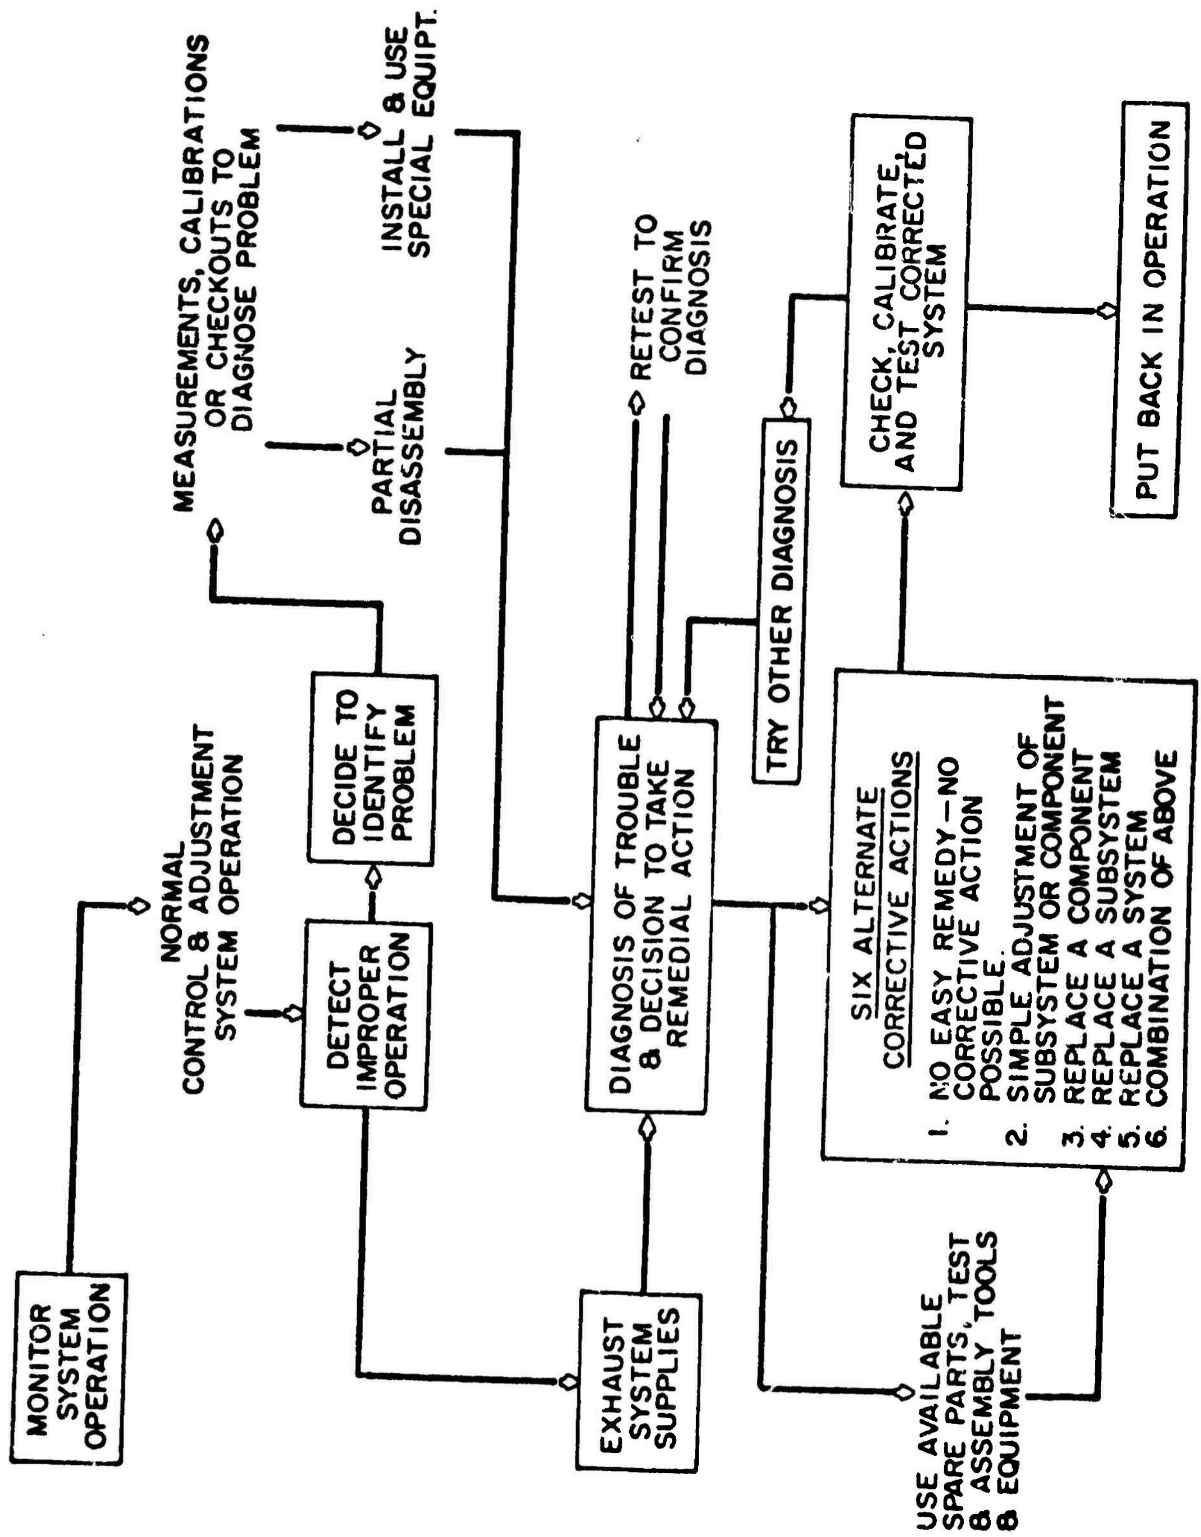 MONITOR
SYSTEM
OPERATION
NORMAL
CONTROL & ADJUSTMENT
SYSTEM OPERATION
MEASUREMENTS, CALIBRATIONS
OR CHECKOUTS TO
DIAGNOSE PROBLEM
DETECT
IMPROPER
OPERATION
DECIDE TO
IDENTIFY
PROBLEM
PARTIAL
DISASSEMBLY
INSTALL & USE
SPECIAL EQUIPT.
EXHAUST
SYSTEM
SUPPLIES
DIAGNOSIS OF TROUBLE
& DECISION TO TAKE
REMEDIAL ACTION
RETEST TO
CONFIRM
DIAGNOSIS
TRY OTHER DIAGNOSIS
USE AVAILABLE
SPARE PARTS, TEST
& ASSEMBLY TOOLS
& EQUIPMENT
SIX ALTERNATE
CORRECTIVE ACTIONS
1. NO EASY REMEDY—NO
CORRECTIVE ACTION
POSSIBLE.
2. SIMPLE ADJUSTMENT OF
SUBSYSTEM OR COMPONENT
3. REPLACE A COMPONENT
4. REPLACE A SUBSYSTEM
5. REPLACE A SYSTEM
6. COMBINATION OF ABOVE
CHECK, CALIBRATE,
AND TEST CORRECTED
SYSTEM
PUT BACK IN OPERATION